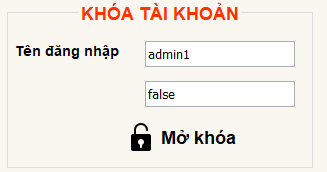 KHÓA TÀI KHOẢN
Tên đăng nhập admin1
false
Mở khóa